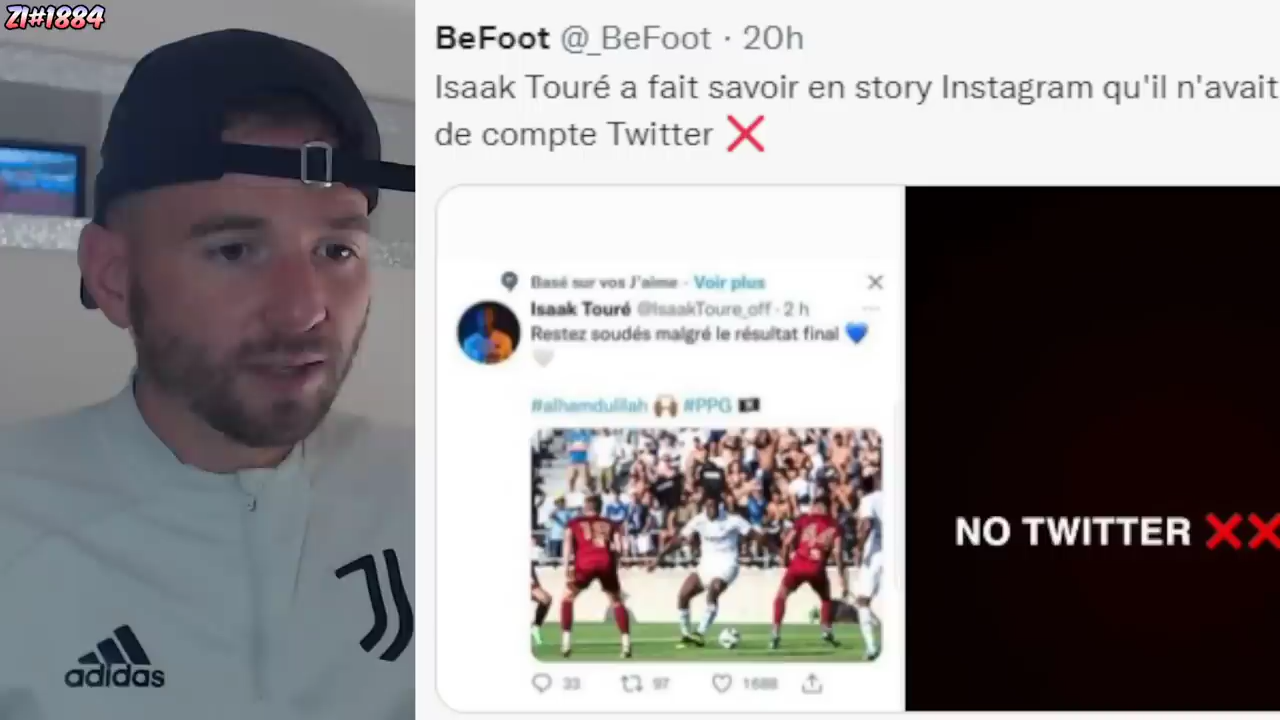 ZI#1884
BeFoot @_BeFoot · 20h
Isaak Touré a fait savoir en story Instagram qu'il n'avait
de compte Twitter ❌
Basé sur vos J'aime · Voir plus
Isaak Touré @IsaakToure_off · 2 h
Restez soudés malgré le résultat final 💙
🤍
#alhamdulillah 🤲 #PPG 🏴‍☠️
33 97 1688
NO TWITTER ❌❌
adidas